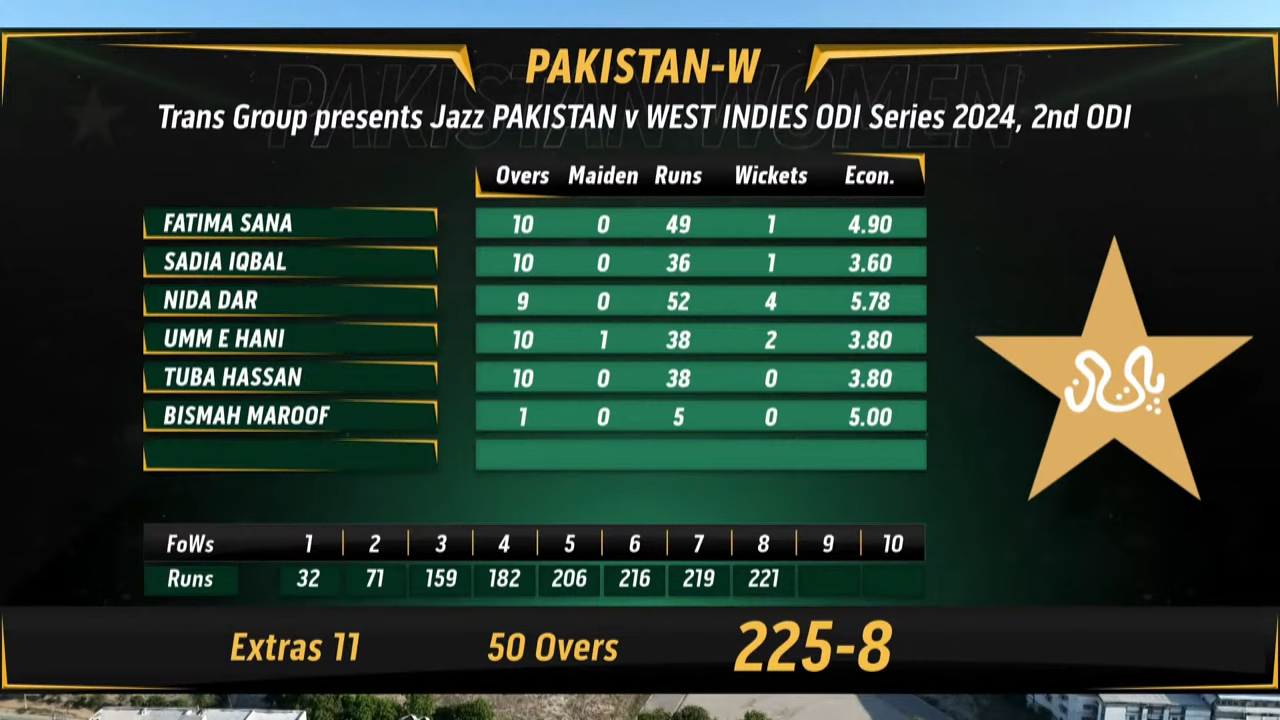 PAKISTAN-W
PAKISTAN WOMEN
Trans Group presents Jazz PAKISTAN v WEST INDIES ODI Series 2024, 2nd ODI
Overs Maiden Runs Wickets Econ.
FATIMA SANA 10 0 49 1 4.90
SADIA IQBAL 10 0 36 1 3.60
NIDA DAR 9 0 52 4 5.78
UMM E HANI 10 1 38 2 3.80
TUBA HASSAN 10 0 38 0 3.80
BISMAH MAROOF 1 0 5 0 5.00
پاکستان
FoWs 1 2 3 4 5 6 7 8 9 10
Runs 32 71 159 182 206 216 219 221
Extras 11 50 Overs 225-8